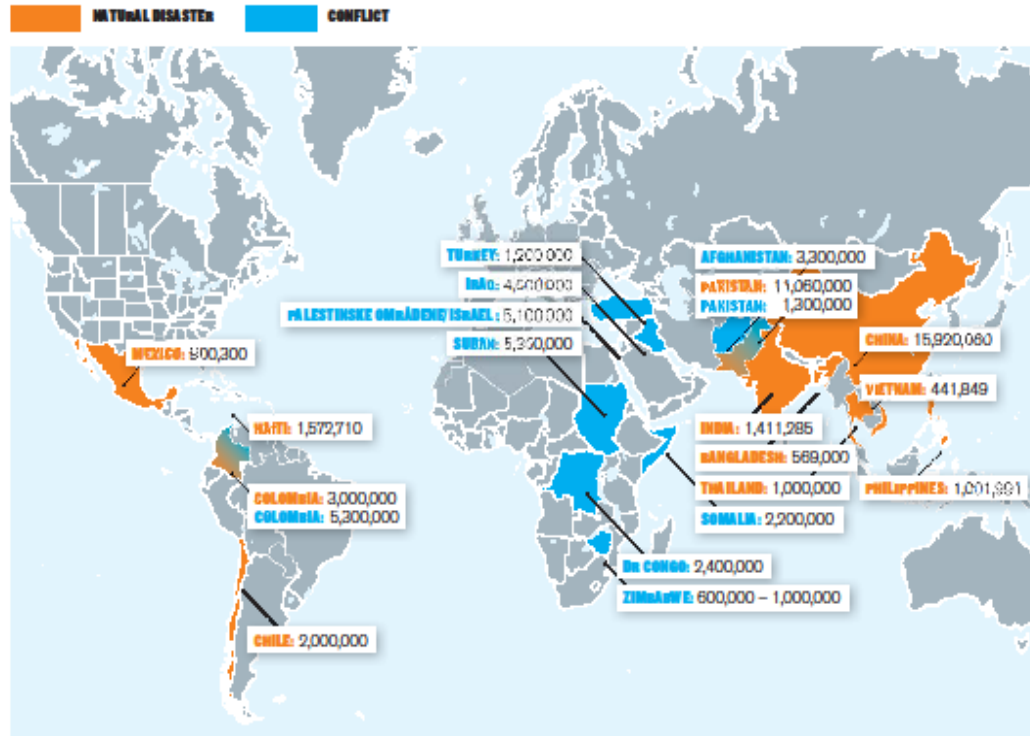 NATURAL DISASTER
CONFLICT
TURKEY: 1,200,000
IRAQ: 4,500,000
PALESTINSKE OMRÅDENE/ISRAEL: 5,100,000
SUDAN: 5,300,000
AFGHANISTAN: 3,300,000
PAKISTAN: 11,060,000
PAKISTAN: 1,300,000
MEXICO: 900,300
CHINA: 15,920,060
VIETNAM: 441,849
HAITI: 1,572,710
INDIA: 1,411,285
BANGLADESH: 569,000
COLOMBIA: 3,000,000
COLOMBIA: 5,300,000
THAILAND: 1,000,000
PHILIPPINES: 1,001,991
SOMALIA: 2,200,000
DR CONGO: 2,400,000
ZIMBABWE: 600,000 – 1,000,000
CHILE: 2,000,000